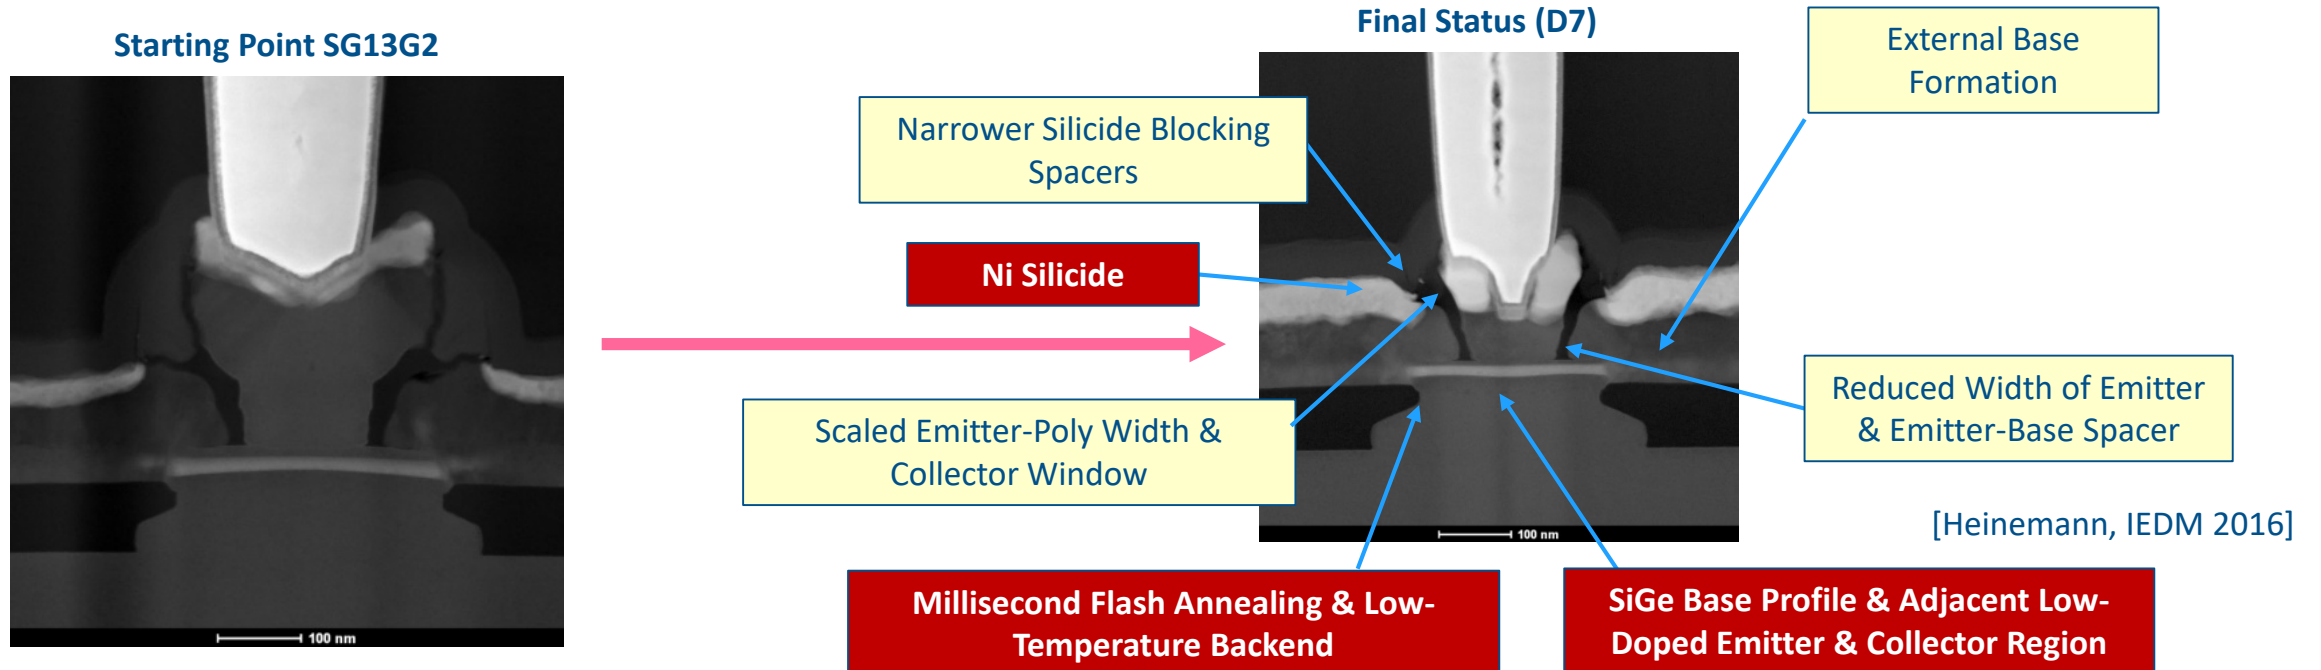 Starting Point SG13G2
Final Status (D7)
External Base
Formation
Narrower Silicide Blocking
Spacers
Ni Silicide
Scaled Emitter-Poly Width &
Collector Window
Reduced Width of Emitter
& Emitter-Base Spacer
[Heinemann, IEDM 2016]
100 nm
100 nm
Millisecond Flash Annealing & Low-
Temperature Backend
SiGe Base Profile & Adjacent Low-
Doped Emitter & Collector Region